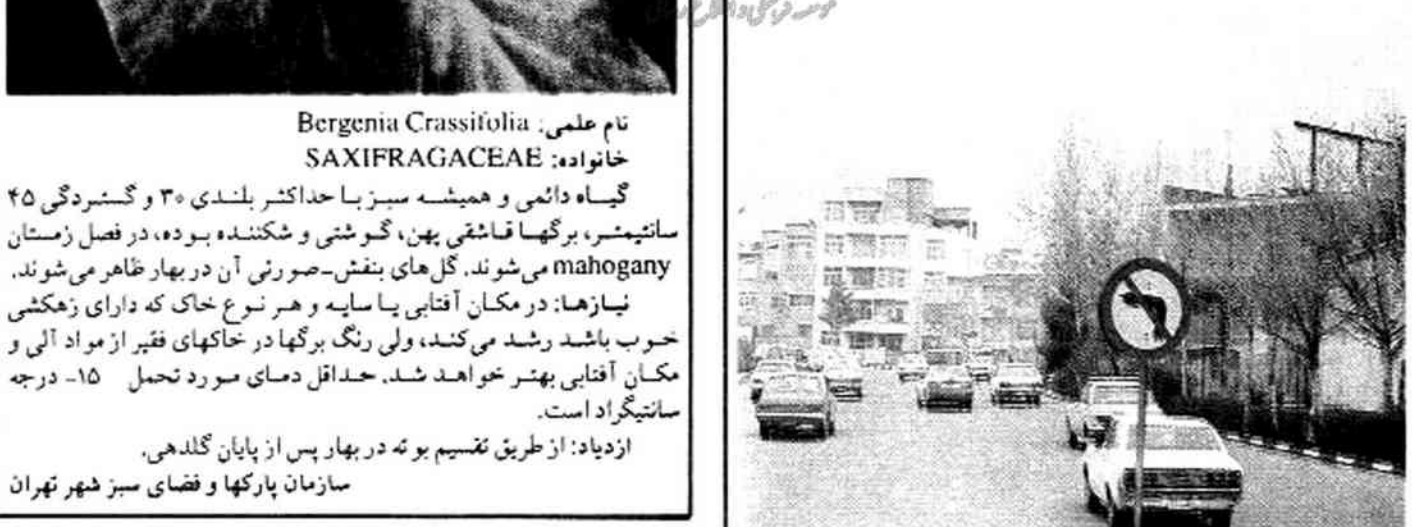 نام علمی: Bergenia Crassifolia
خانواده: SAXIFRAGACEAE
گیاه دائمی و همیشه سبز با حداکثر بلندی ۳۰ و گستردگی ۴۵
سانتیمتر، برگها قاشقی پهن، گوشتی و شکننده بوده، در فصل زمستان
mahogany می‌شوند. گل‌های بنفش-صورتی آن در بهار ظاهر می‌شوند.
نیازها: در مکان آفتابی یا سایه و هر نوع خاک که دارای زهکشی
خوب باشد رشد می‌کند، ولی رنگ برگها در خاکهای فقیر از مواد آلی و
مکان آفتابی بهتر خواهد شد. حداقل دمای مورد تحمل ۱۵- درجه
سانتیگراد است.
ازدیاد: از طریق تقسیم بوته در بهار پس از پایان گلدهی.
سازمان پارکها و فضای سبز شهر تهران